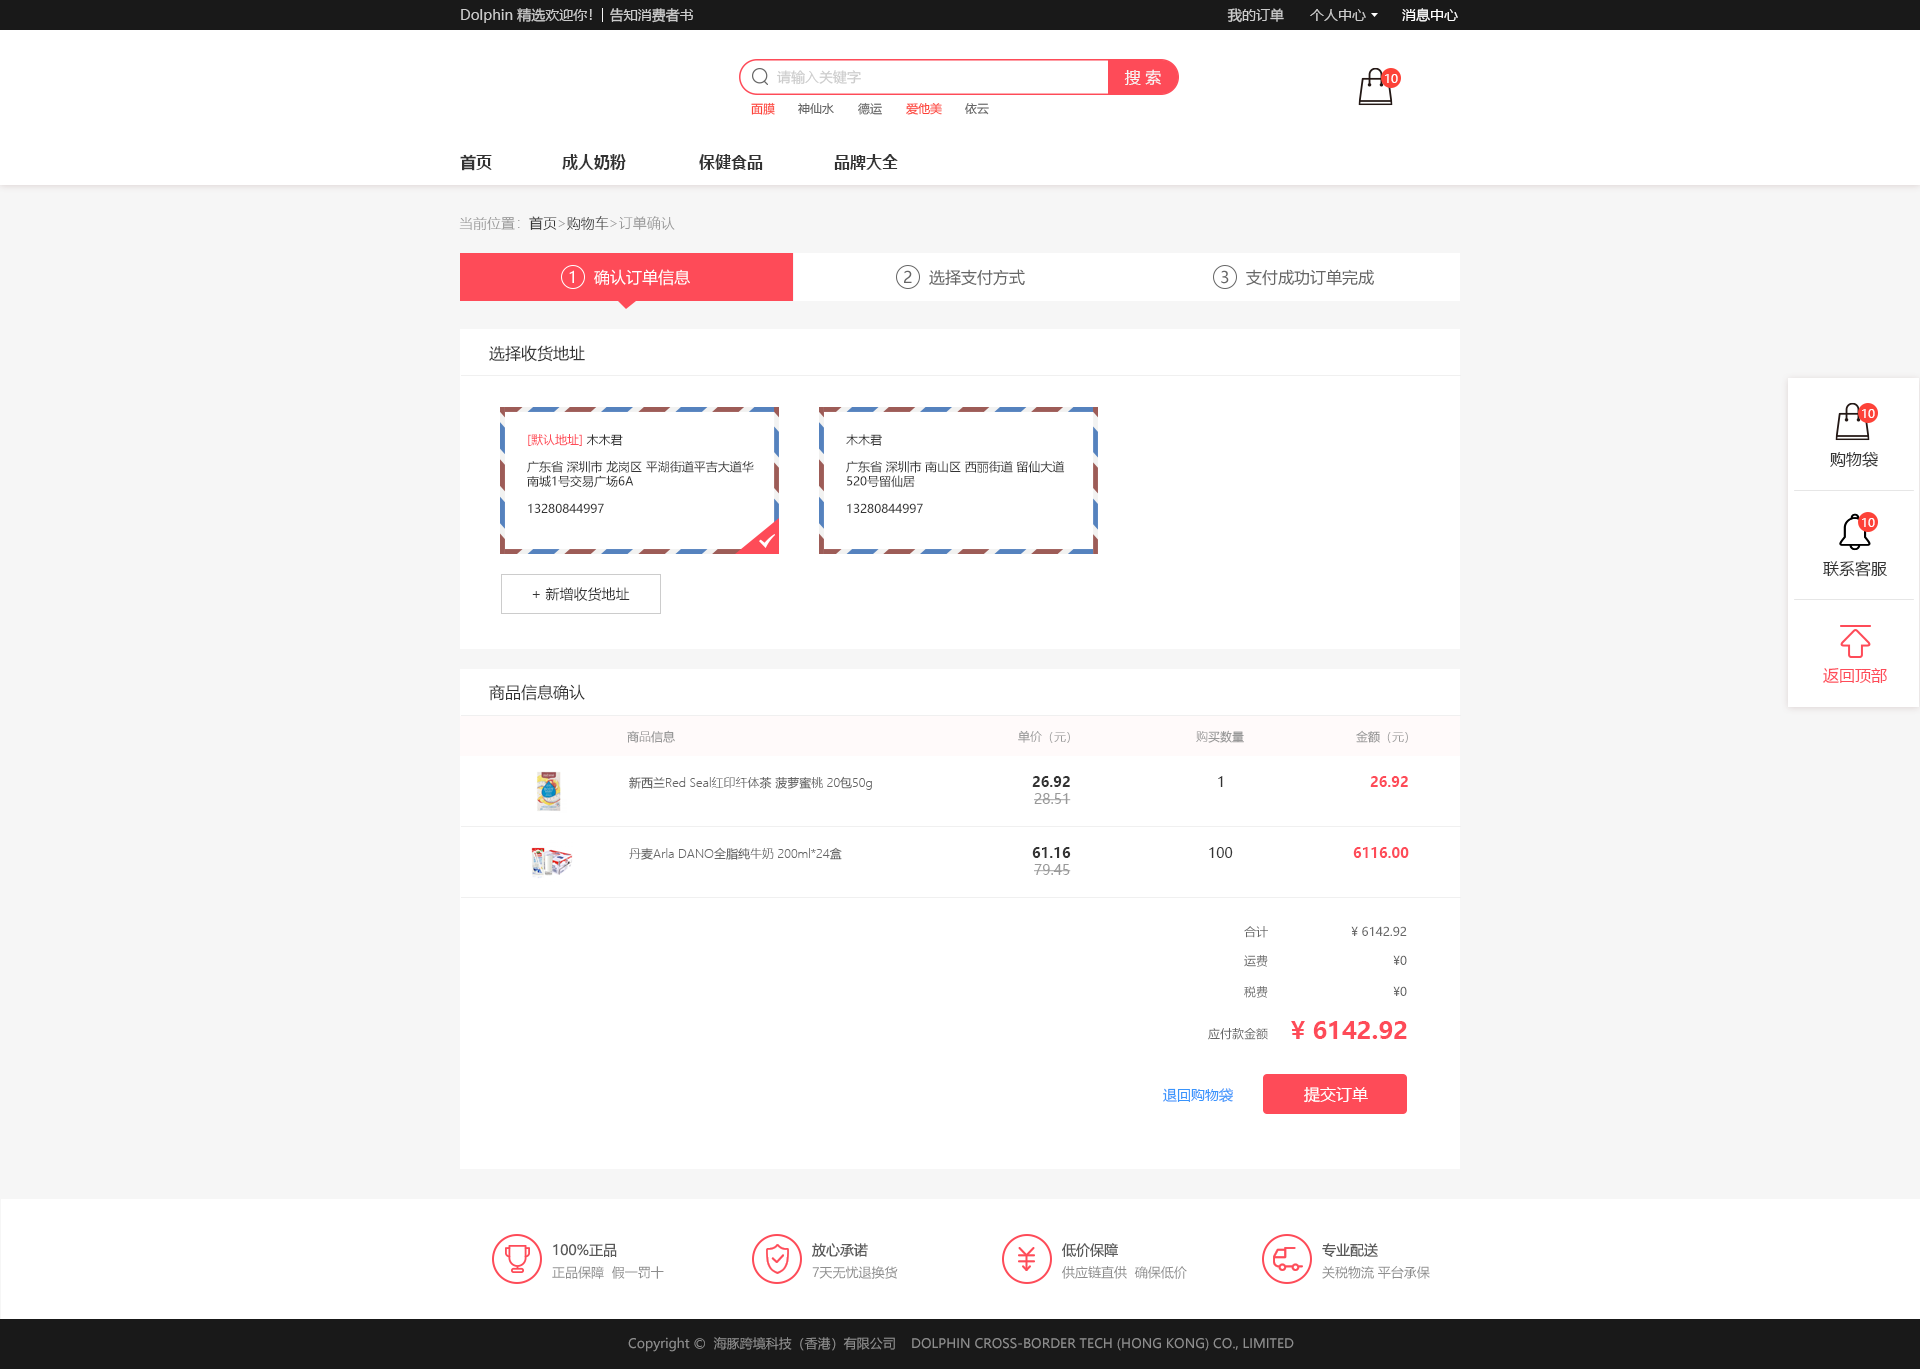 Dolphin 精选欢迎你！| 告知消费者书
我的订单 个人中心 消息中心
请输入关键字 搜 索
10
面膜 神仙水 德运 爱他美 依云
首页 成人奶粉 保健食品 品牌大全
当前位置：首页>购物车>订单确认
1 确认订单信息 2 选择支付方式 3 支付成功订单完成
选择收货地址
[默认地址] 木木君
广东省 深圳市 龙岗区 平湖街道平吉大道华
南城1号交易广场6A
13280844997
木木君
广东省 深圳市 南山区 西丽街道 留仙大道
520号留仙居
13280844997
+ 新增收货地址
10
购物袋
10
联系客服
返回顶部
商品信息确认
商品信息 单价（元） 购买数量 金额（元）
新西兰Red Seal红印纤体茶 菠萝蜜桃 20包50g 26.92 1 26.92
28.51
丹麦Arla DANO全脂纯牛奶 200ml*24盒 61.16 100 6116.00
79.45
合计 ¥ 6142.92
运费 ¥0
税费 ¥0
应付款金额 ¥ 6142.92
退回购物袋 提交订单
100%正品
正品保障 假一罚十
放心承诺
7天无忧退换货
低价保障
供应链直供 确保低价
专业配送
关税物流 平台承保
Copyright © 海豚跨境科技（香港）有限公司 DOLPHIN CROSS-BORDER TECH (HONG KONG) CO., LIMITED